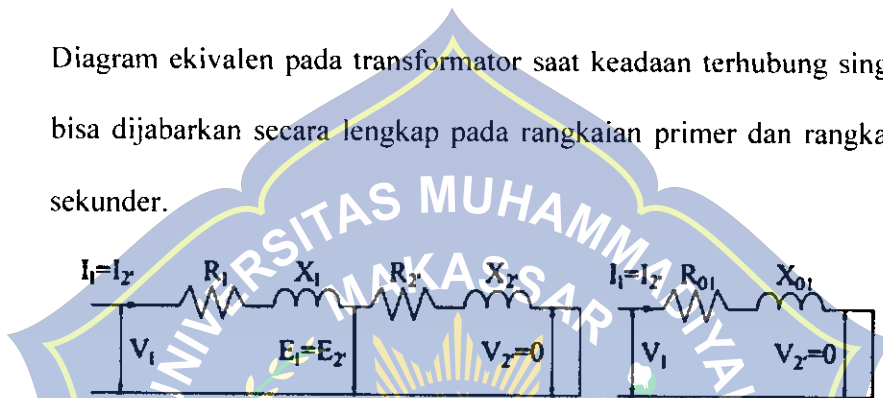 Diagram ekivalen pada transformator saat keadaan terhubung sing
bisa dijabarkan secara lengkap pada rangkaian primer dan rangka
sekunder.
UNIVERSITAS MUHAMMADIYA
MAKASSAR
I₁=I₂' R₁ X₁ R₂' X₂' I₁=I₂' R₀₁ X₀₁
V₁ E₁=E₂' V₂'=0 V₁ V₂'=0